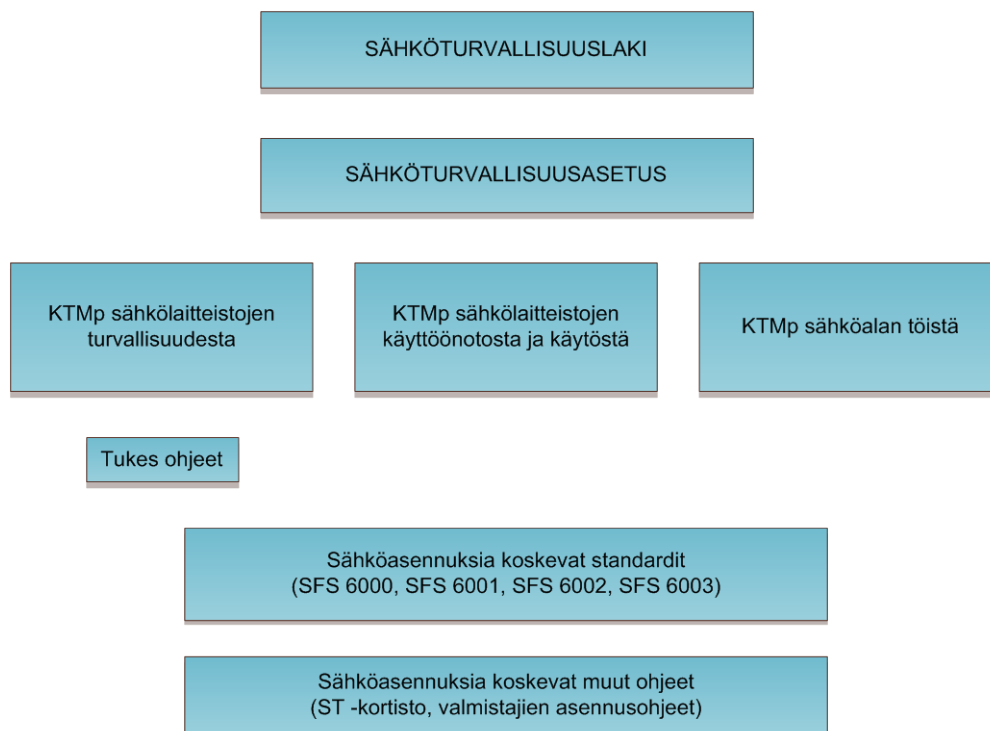 SÄHKÖTURVALLISUUSLAKI
SÄHKÖTURVALLISUUSASETUS
KTMp sähkölaitteistojen
turvallisuudesta
KTMp sähkölaitteistojen
käyttöönotosta ja käytöstä
KTMp sähköalan töistä
Tukes ohjeet
Sähköasennuksia koskevat standardit
(SFS 6000, SFS 6001, SFS 6002, SFS 6003)
Sähköasennuksia koskevat muut ohjeet
(ST -kortisto, valmistajien asennusohjeet)